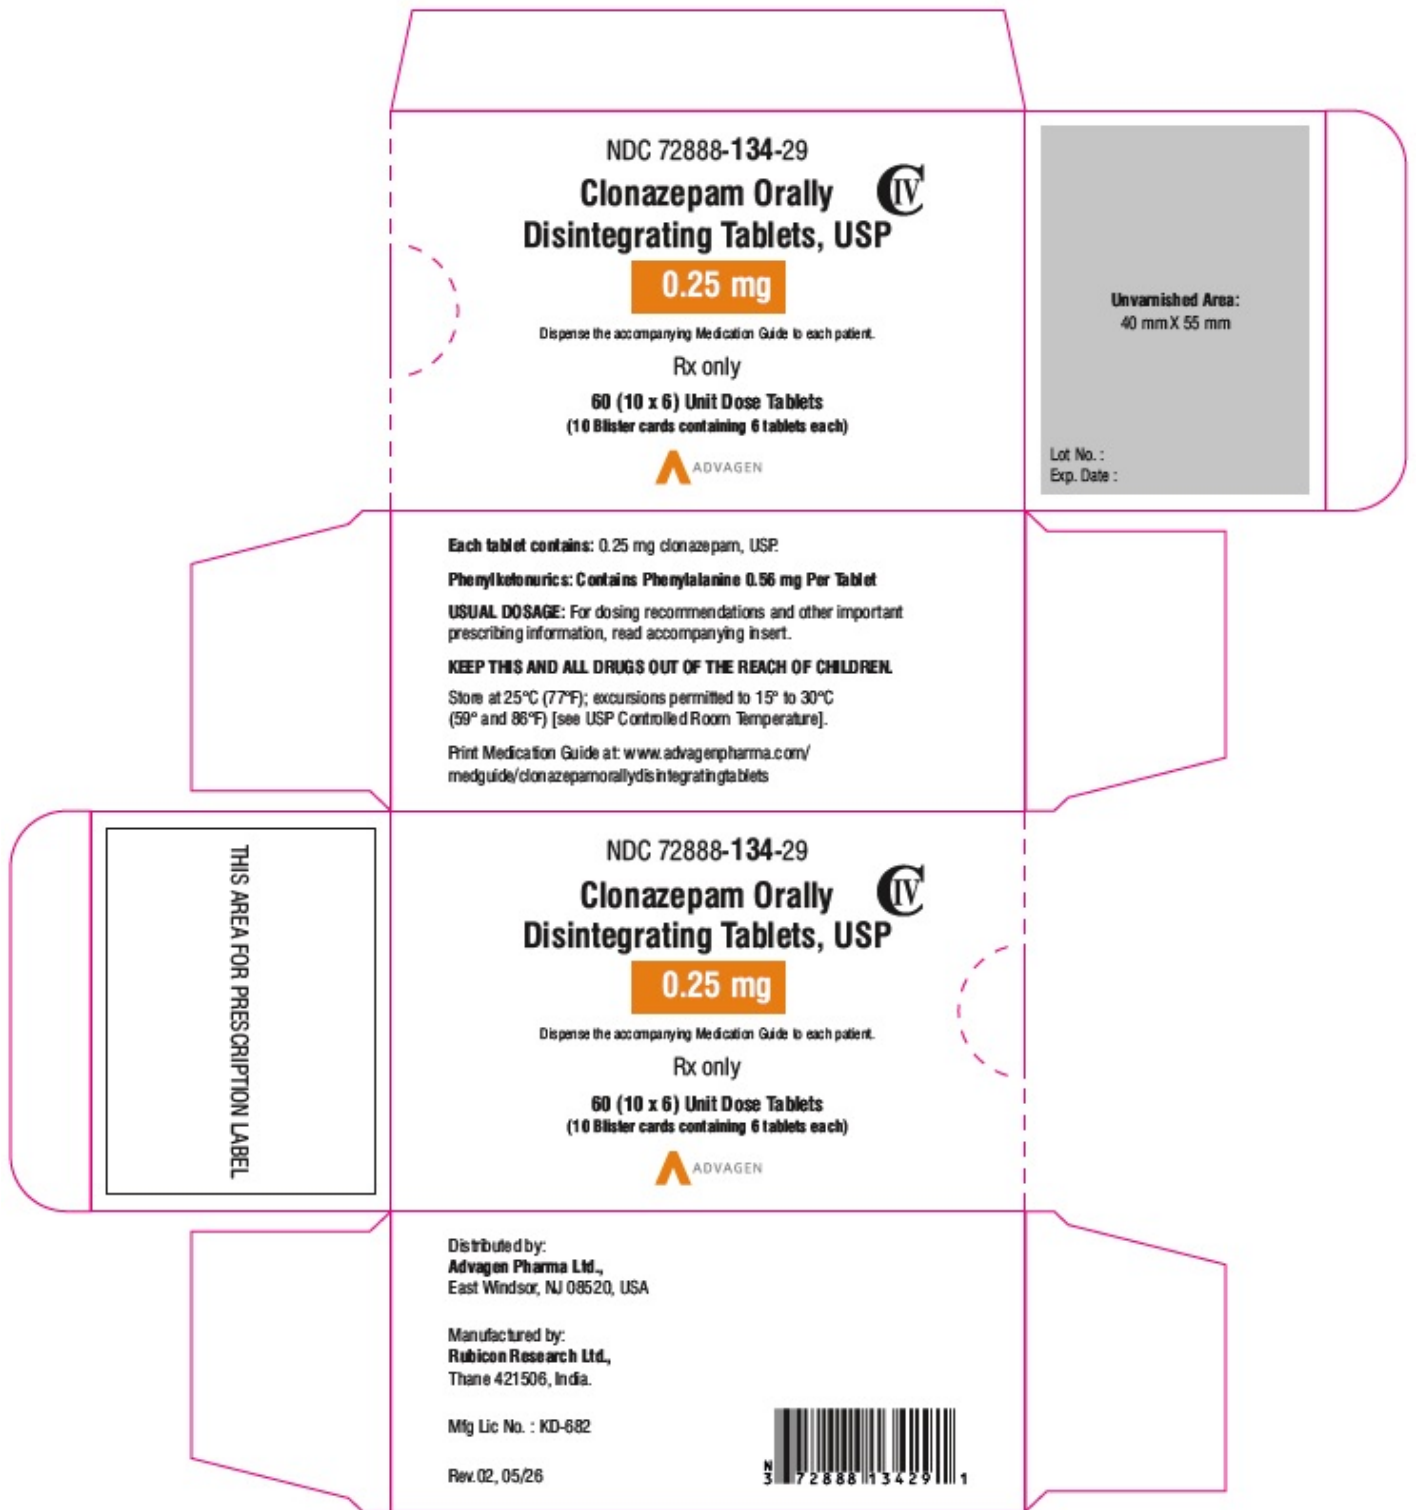 NDC 72888-134-29
Clonazepam Orally CIV
Disintegrating Tablets, USP
0.25 mg
Dispense the accompanying Medication Guide to each patient.
Rx only
60 (10 x 6) Unit Dose Tablets
(10 Blister cards containing 6 tablets each)
ADVAGEN
Unvarnished Area:
40 mm X 55 mm
Lot No. :
Exp. Date :
Each tablet contains: 0.25 mg clonazepam, USP.
Phenylketonurics: Contains Phenylalanine 0.56 mg Per Tablet
USUAL DOSAGE: For dosing recommendations and other important
prescribing information, read accompanying insert.
KEEP THIS AND ALL DRUGS OUT OF THE REACH OF CHILDREN.
Store at 25°C (77°F); excursions permitted to 15° to 30°C
(59° and 86°F) [see USP Controlled Room Temperature].
Print Medication Guide at: www.advagenpharma.com/
medguide/clonazepamorallydisintegratingtablets
THIS AREA FOR PRESCRIPTION LABEL
NDC 72888-134-29
Clonazepam Orally CIV
Disintegrating Tablets, USP
0.25 mg
Dispense the accompanying Medication Guide to each patient.
Rx only
60 (10 x 6) Unit Dose Tablets
(10 Blister cards containing 6 tablets each)
ADVAGEN
Distributed by:
Advagen Pharma Ltd.,
East Windsor, NJ 08520, USA
Manufactured by:
Rubicon Research Ltd.,
Thane 421506, India.
Mfg Lic No. : KD-682
Rev.02, 05/26
N
3 72888 13429 1